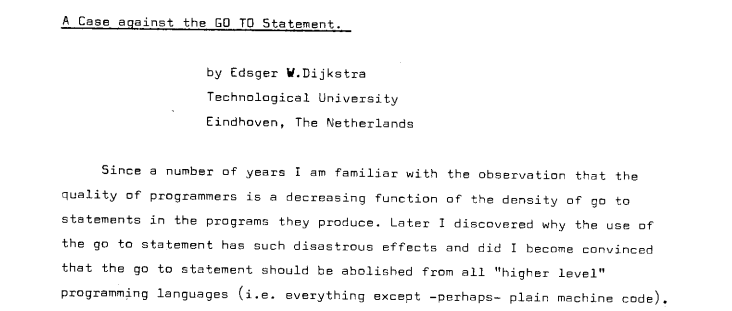 A Case against the GO TO Statement.
by Edsger W.Dijkstra
Technological University
Eindhoven, The Netherlands
Since a number of years I am familiar with the observation that the
quality of programmers is a decreasing function of the density of go to
statements in the programs they produce. Later I discovered why the use of
the go to statement has such disastrous effects and did I become convinced
that the go to statement should be abolished from all "higher level"
programming languages (i.e. everything except -perhaps- plain machine code).